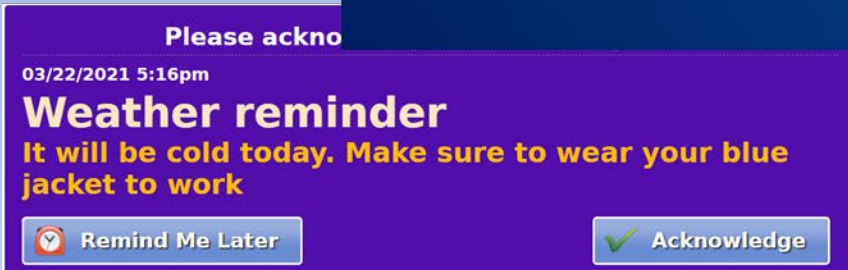 Please ackno
03/22/2021 5:16pm
Weather reminder
It will be cold today. Make sure to wear your blue
jacket to work
Remind Me Later
Acknowledge